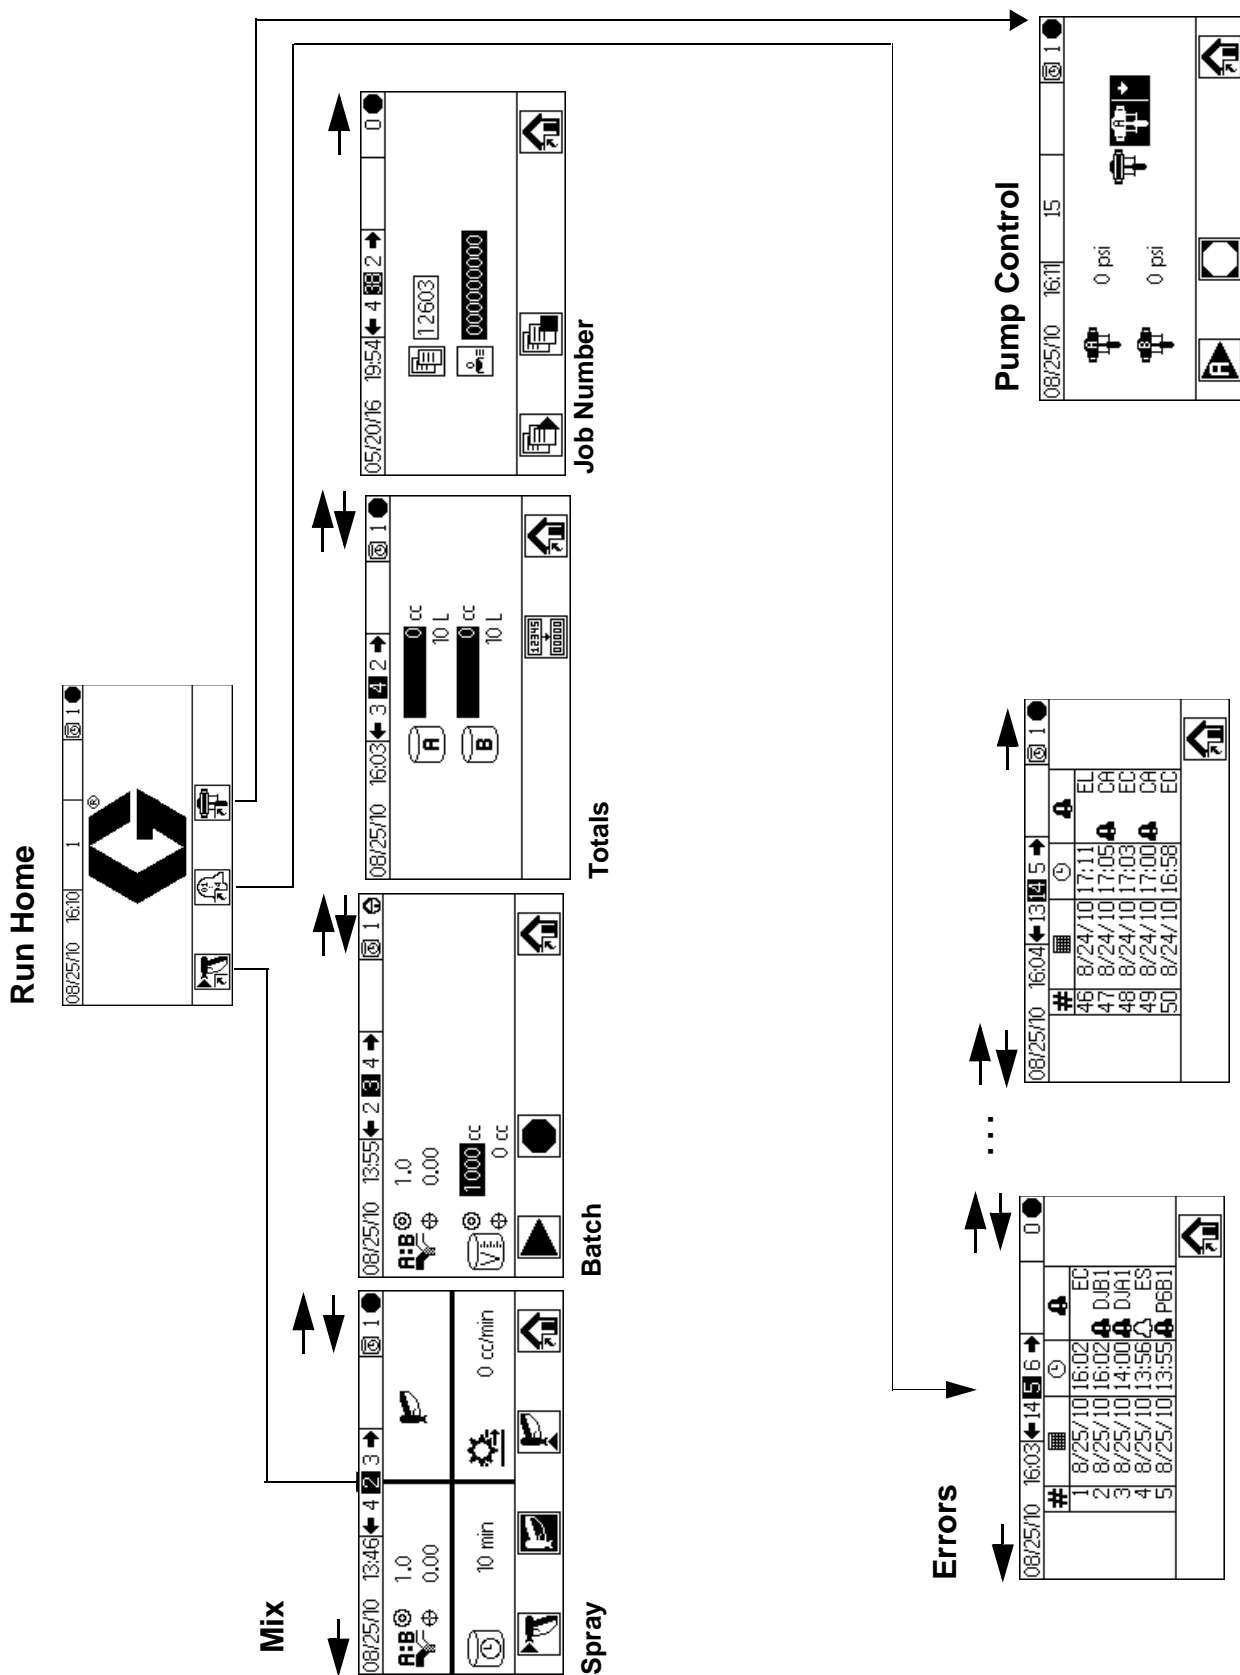 Run Home
08/25/10 16:10 1 1
®
Mix
08/25/10 13:46 4 2 3 1
A:B 1.0
0.00
10 min 0 cc/min
Spray
08/25/10 13:55 2 3 4 1
A:B 1.0
0.00
1000 cc
0 cc
Batch
08/25/10 16:03 3 4 2 1
A 0 cc
10 L
B 0 cc
10 L
12345
00000
Totals
05/20/16 19:54 4 38 2 0
12603
000000000
Job Number
Errors
08/25/10 16:03 14 5 6 0
#
1 8/25/10 16:02 EC
2 8/25/10 16:02 DJB1
3 8/25/10 14:00 DJA1
4 8/25/10 13:56 ES
5 8/25/10 13:55 P6B1
...
08/25/10 16:04 13 14 5 1
#
46 8/24/10 17:11 EL
47 8/24/10 17:05 CA
48 8/24/10 17:03 EC
49 8/24/10 17:00 CA
50 8/24/10 16:58 EC
Pump Control
08/25/10 16:11 15 1
A 0 psi
A
B 0 psi
A